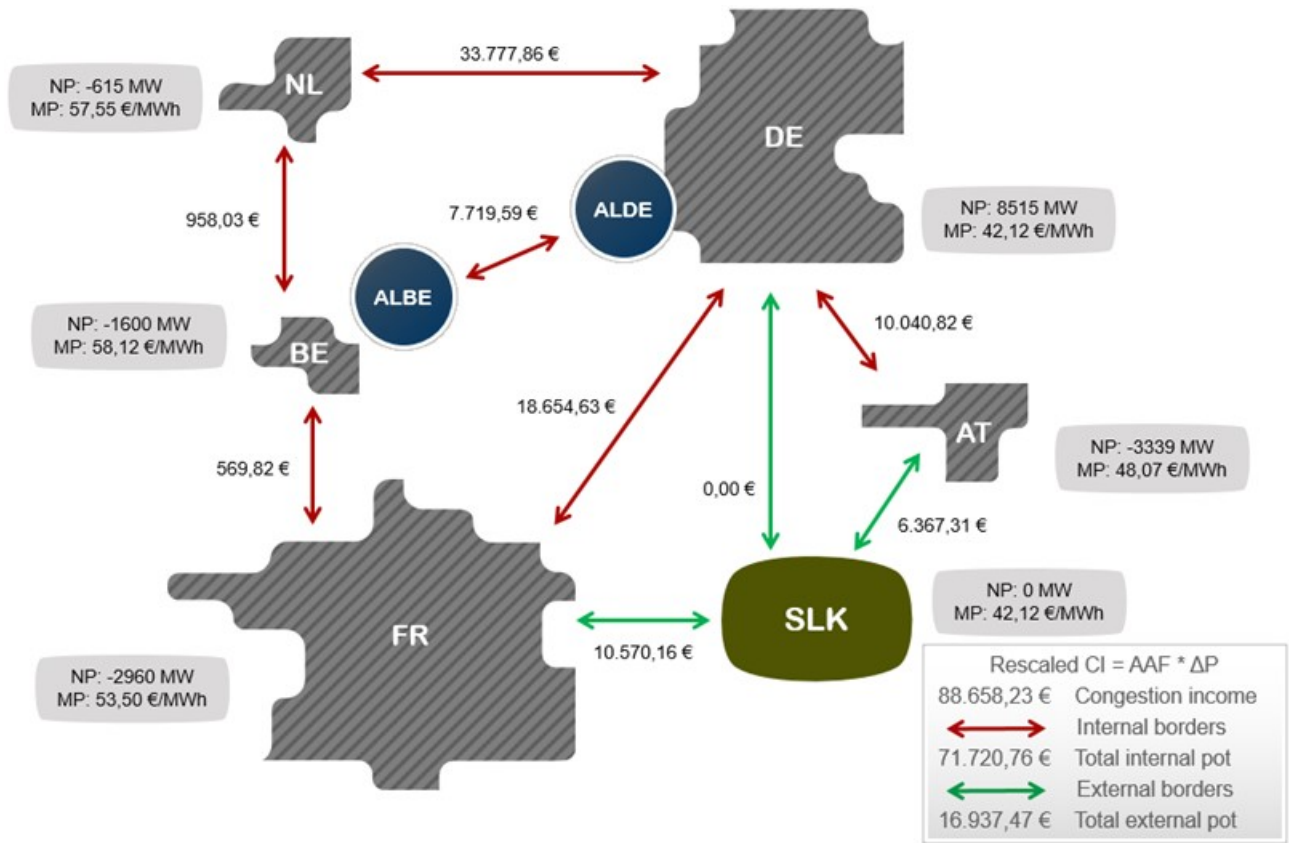 33.777,86 €
NL
NP: -615 MW
MP: 57,55 €/MWh
DE
958,03 €
7.719,59 €
ALDE
NP: 8515 MW
MP: 42,12 €/MWh
ALBE
NP: -1600 MW
MP: 58,12 €/MWh
BE
10.040,82 €
18.654,63 €
AT
NP: -3339 MW
MP: 48,07 €/MWh
569,82 €
0,00 €
6.367,31 €
NP: 0 MW
MP: 42,12 €/MWh
SLK
FR
10.570,16 €
NP: -2960 MW
MP: 53,50 €/MWh
Rescaled CI = AAF * ΔP
88.658,23 € Congestion income
Internal borders
71.720,76 € Total internal pot
External borders
16.937,47 € Total external pot